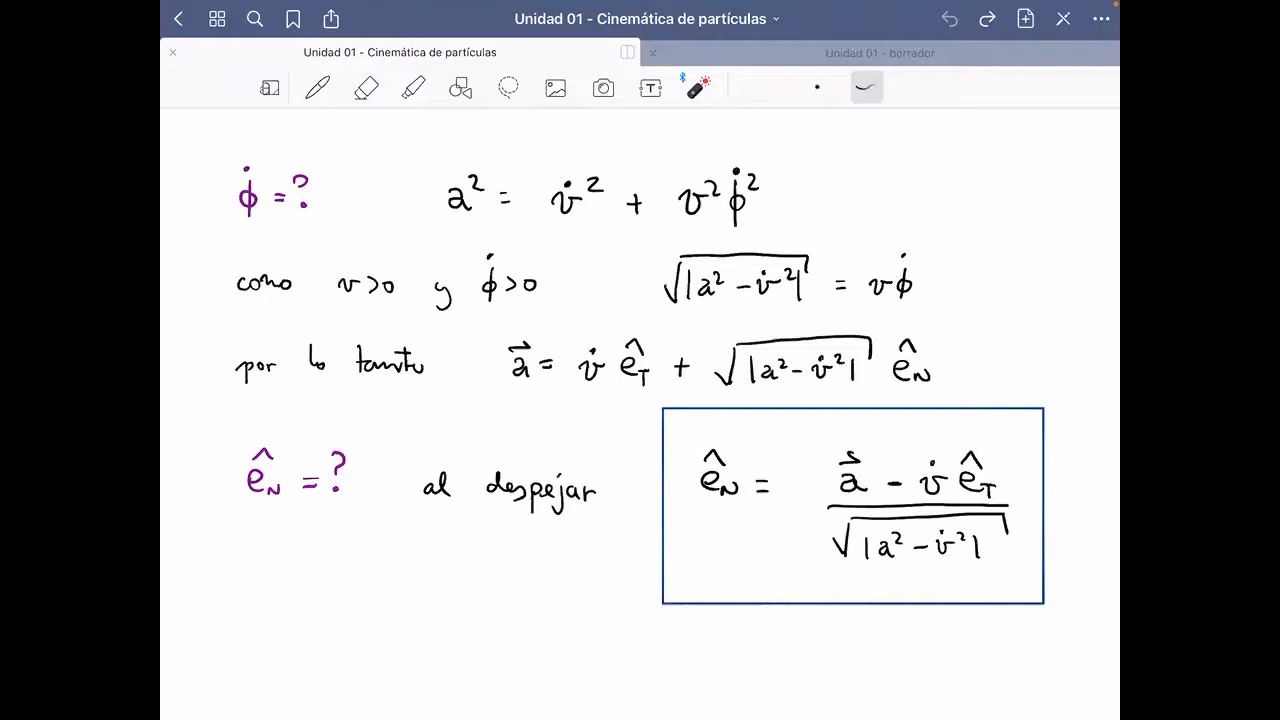 Unidad 01 - Cinemática de partículas
Unidad 01 - Cinemática de partículas
Unidad 01 - borrador
T
ϕ̇ = ? a² = v̇² + v²ϕ̇²
como v>0 y ϕ̇>0 √|a² - v̇²| = vϕ̇
por lo tanto a⃗ = v̇ ê_T + √|a² - v̇²| ê_N
ê_N = ? al despejar ê_N = (a⃗ - v̇ ê_T) / √|a² - v̇²|